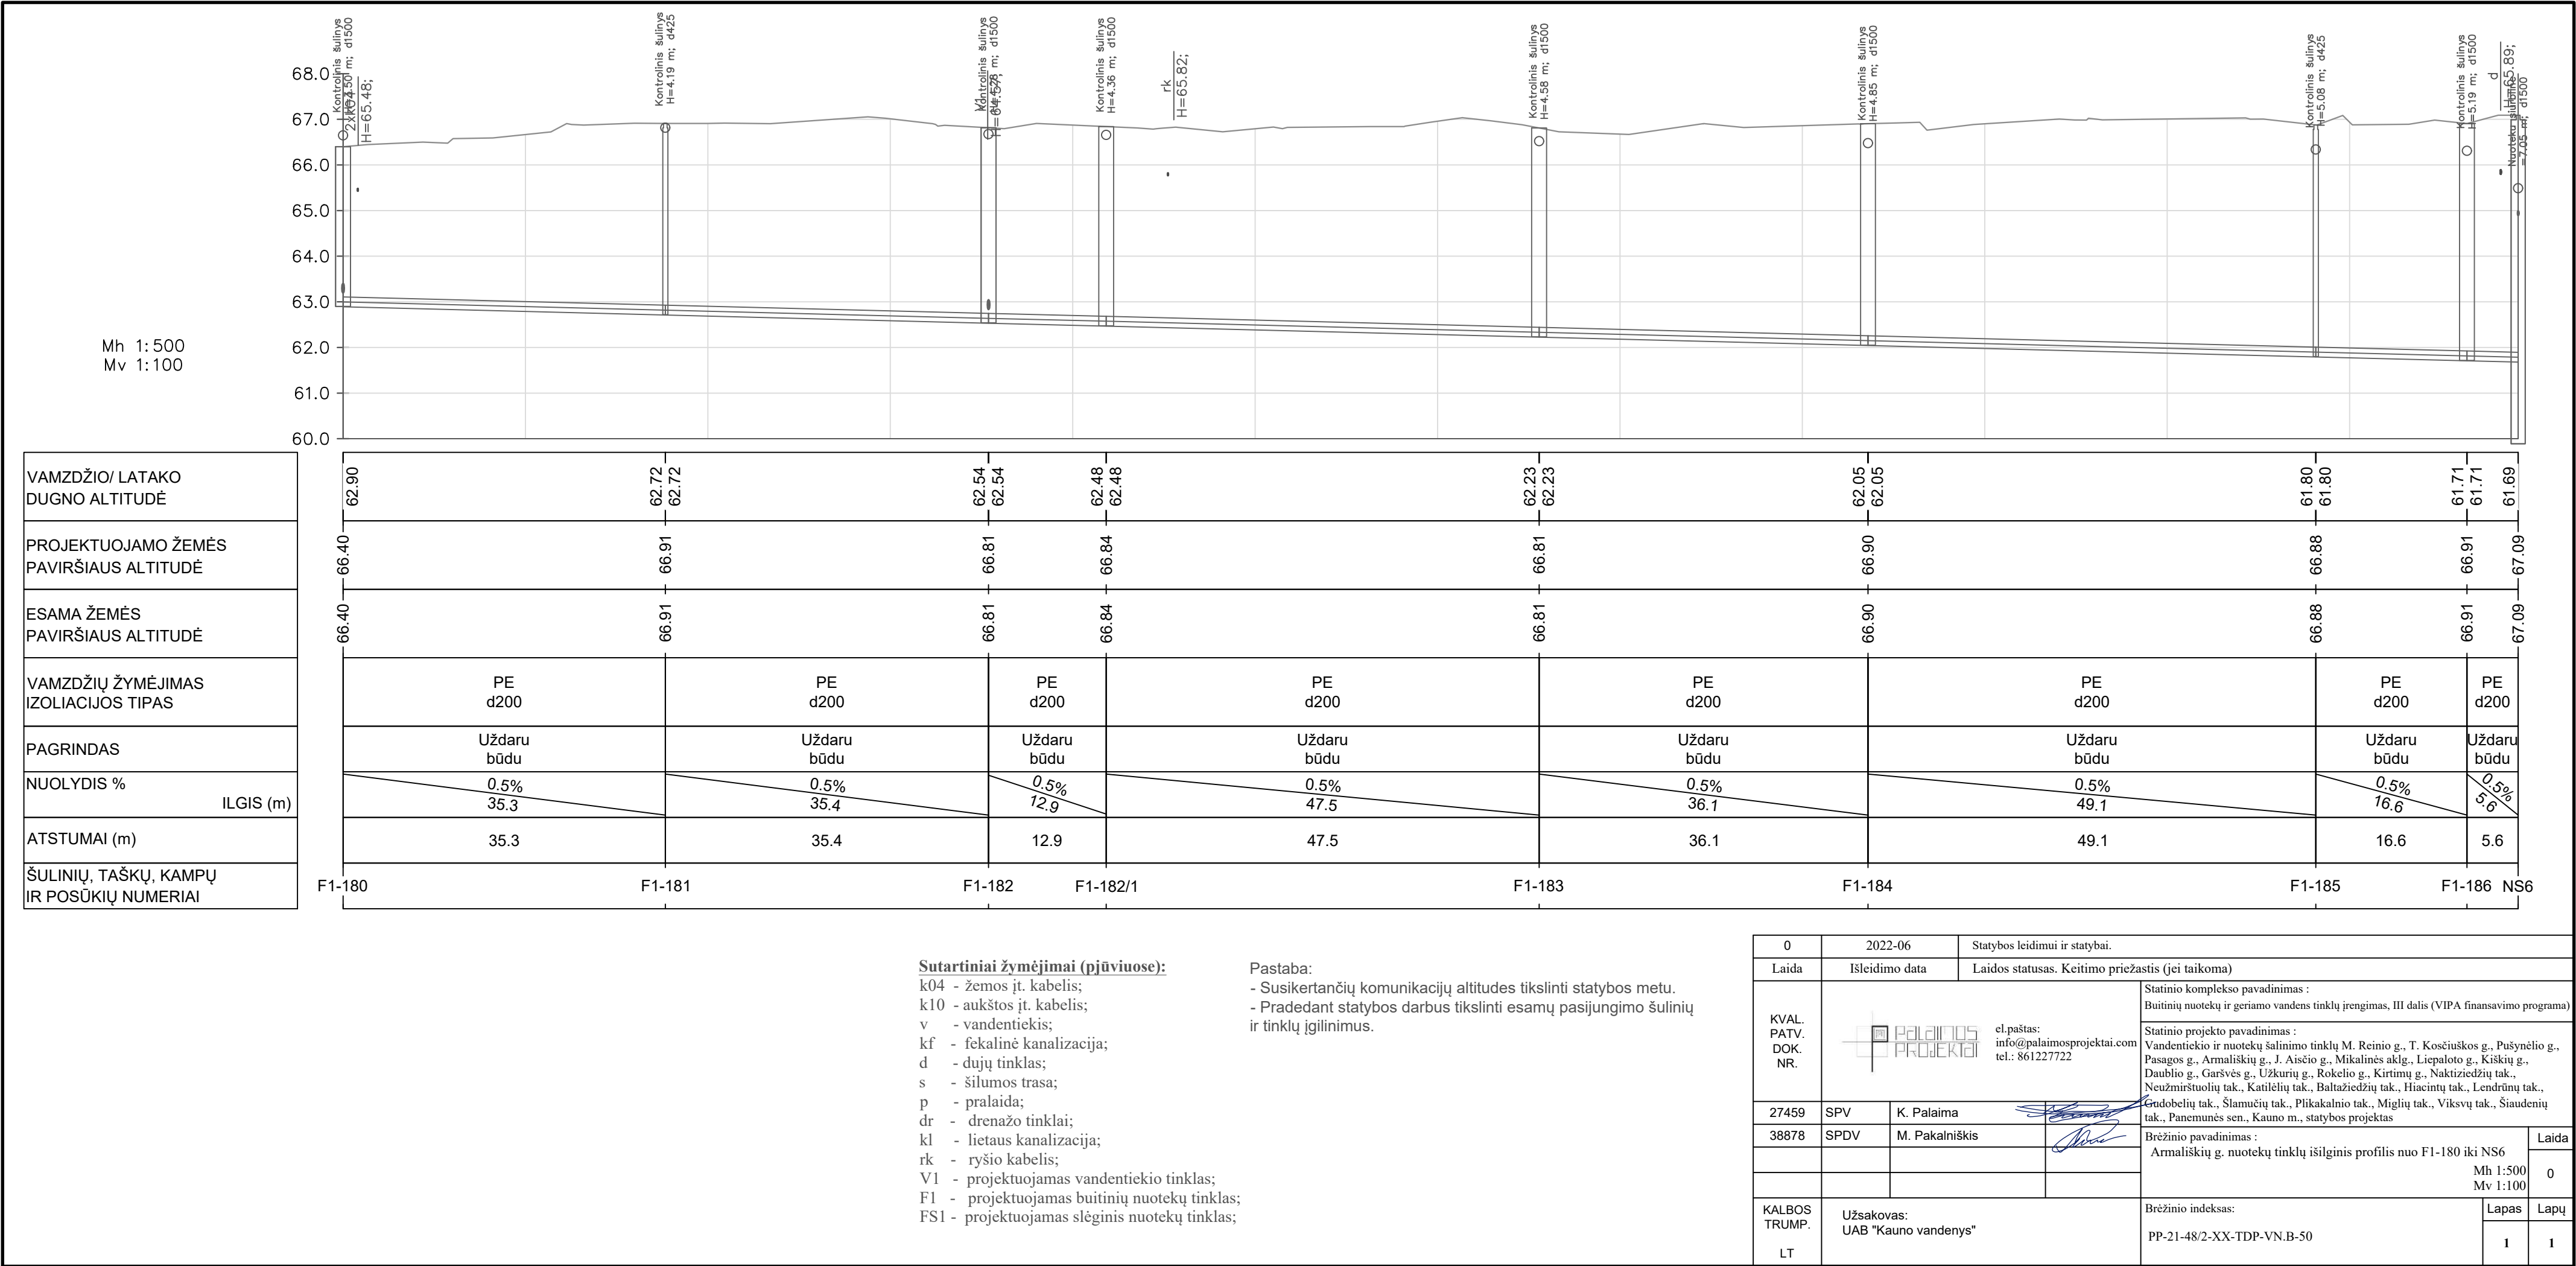 Kontrolinis šulinys
H=3.50 m; d1500
2xk04
H=65.48;
Kontrolinis šulinys
H=4.19 m; d425
Kontrolinis šulinys
V1
Kontrolinis šulinys
H=4.36 m; d1500
rk
H=65.82;
Kontrolinis šulinys
H=4.58 m; d1500
Kontrolinis šulinys
H=4.85 m; d1500
Kontrolinis šulinys
H=5.08 m; d425
Kontrolinis šulinys
H=5.19 m; d1500
d
H=65.89;
=7.05 m; d1500
68.0
67.0
66.0
65.0
64.0
63.0
62.0
61.0
60.0
Mh 1:500
Mv 1:100
VAMZDŽIO/ LATAKO
DUGNO ALTITUDĖ
62.90
62.72
62.72
62.54
62.54
62.48
62.48
62.23
62.23
62.05
62.05
61.80
61.80
61.71
61.71
61.69
PROJEKTUOJAMO ŽEMĖS
PAVIRŠIAUS ALTITUDĖ
66.40
66.91
66.81
66.84
66.81
66.90
66.88
66.91
67.09
ESAMA ŽEMĖS
PAVIRŠIAUS ALTITUDĖ
66.40
66.91
66.81
66.84
66.81
66.90
66.88
66.91
67.09
VAMZDŽIŲ ŽYMĖJIMAS
IZOLIACIJOS TIPAS
PE PE PE PE PE PE PE PE
d200 d200 d200 d200 d200 d200 d200 d200
PAGRINDAS
Uždaru Uždaru Uždaru Uždaru Uždaru Uždaru Uždaru Uždaru
būdu būdu būdu būdu būdu būdu būdu būdu
NUOLYDIS %
0.5% 0.5% 0.5% 0.5% 0.5% 0.5% 0.5% 0.5%
ILGIS (m)
35.3 35.4 12.9 47.5 36.1 49.1 16.6 5.6
ATSTUMAI (m)
35.3 35.4 12.9 47.5 36.1 49.1 16.6 5.6
ŠULINIŲ, TAŠKŲ, KAMPŲ
IR POSŪKIŲ NUMERIAI
F1-180 F1-181 F1-182 F1-182/1 F1-183 F1-184 F1-185 F1-186 NS6
Sutartiniai žymėjimai (pjūviuose):
k04 - žemos įt. kabelis;
k10 - aukštos įt. kabelis;
v - vandentiekis;
kf - fekalinė kanalizacija;
d - dujų tinklas;
s - šilumos trasa;
p - pralaida;
dr - drenažo tinklai;
kl - lietaus kanalizacija;
rk - ryšio kabelis;
V1 - projektuojamas vandentiekio tinklas;
F1 - projektuojamas buitinių nuotekų tinklas;
FS1 - projektuojamas slėginis nuotekų tinklas;
Pastaba:
- Susikertančių komunikacijų altitudes tikslinti statybos metu.
- Pradedant statybos darbus tikslinti esamų pasijungimo šulinių
ir tinklų įgilinimus.
0 2022-06 Statybos leidimui ir statybai.
Laida Išleidimo data Laidos statusas. Keitimo priežastis (jei taikoma)
KVAL.
PATV.
DOK.
NR.
PALAIMOS
PROJEKTAI
el.paštas:
info@palaimosprojektai.com
tel.: 861227722
Statinio komplekso pavadinimas :
Buitinių nuotekų ir geriamo vandens tinklų įrengimas, III dalis (VIPA finansavimo programa)
Statinio projekto pavadinimas :
Vandentiekio ir nuotekų šalinimo tinklų M. Reinio g., T. Kosčiuškos g., Pušynėlio g.,
Pasagos g., Armališkių g., J. Aisčio g., Mikalinės aklg., Liepaloto g., Kiškių g.,
Daublio g., Garšvės g., Užkurių g., Rokelio g., Kirtimų g., Naktiziedžių tak.,
Neužmirštuolių tak., Katilėlių tak., Baltažiedžių tak., Hiacintų tak., Lendrūnų tak.,
Gudobelių tak., Šlamučių tak., Plikakalnio tak., Miglių tak., Viksvų tak., Šiaudenių
tak., Panemunės sen., Kauno m., statybos projektas
27459 SPV K. Palaima
38878 SPDV M. Pakalniškis
Brėžinio pavadinimas :
Armališkių g. nuotekų tinklų išilginis profilis nuo F1-180 iki NS6
Mh 1:500
Mv 1:100
Laida
0
KALBOS
TRUMP.
LT
Užsakovas:
UAB "Kauno vandenys"
Brėžinio indeksas:
PP-21-48/2-XX-TDP-VN.B-50
Lapas Lapų
1 1